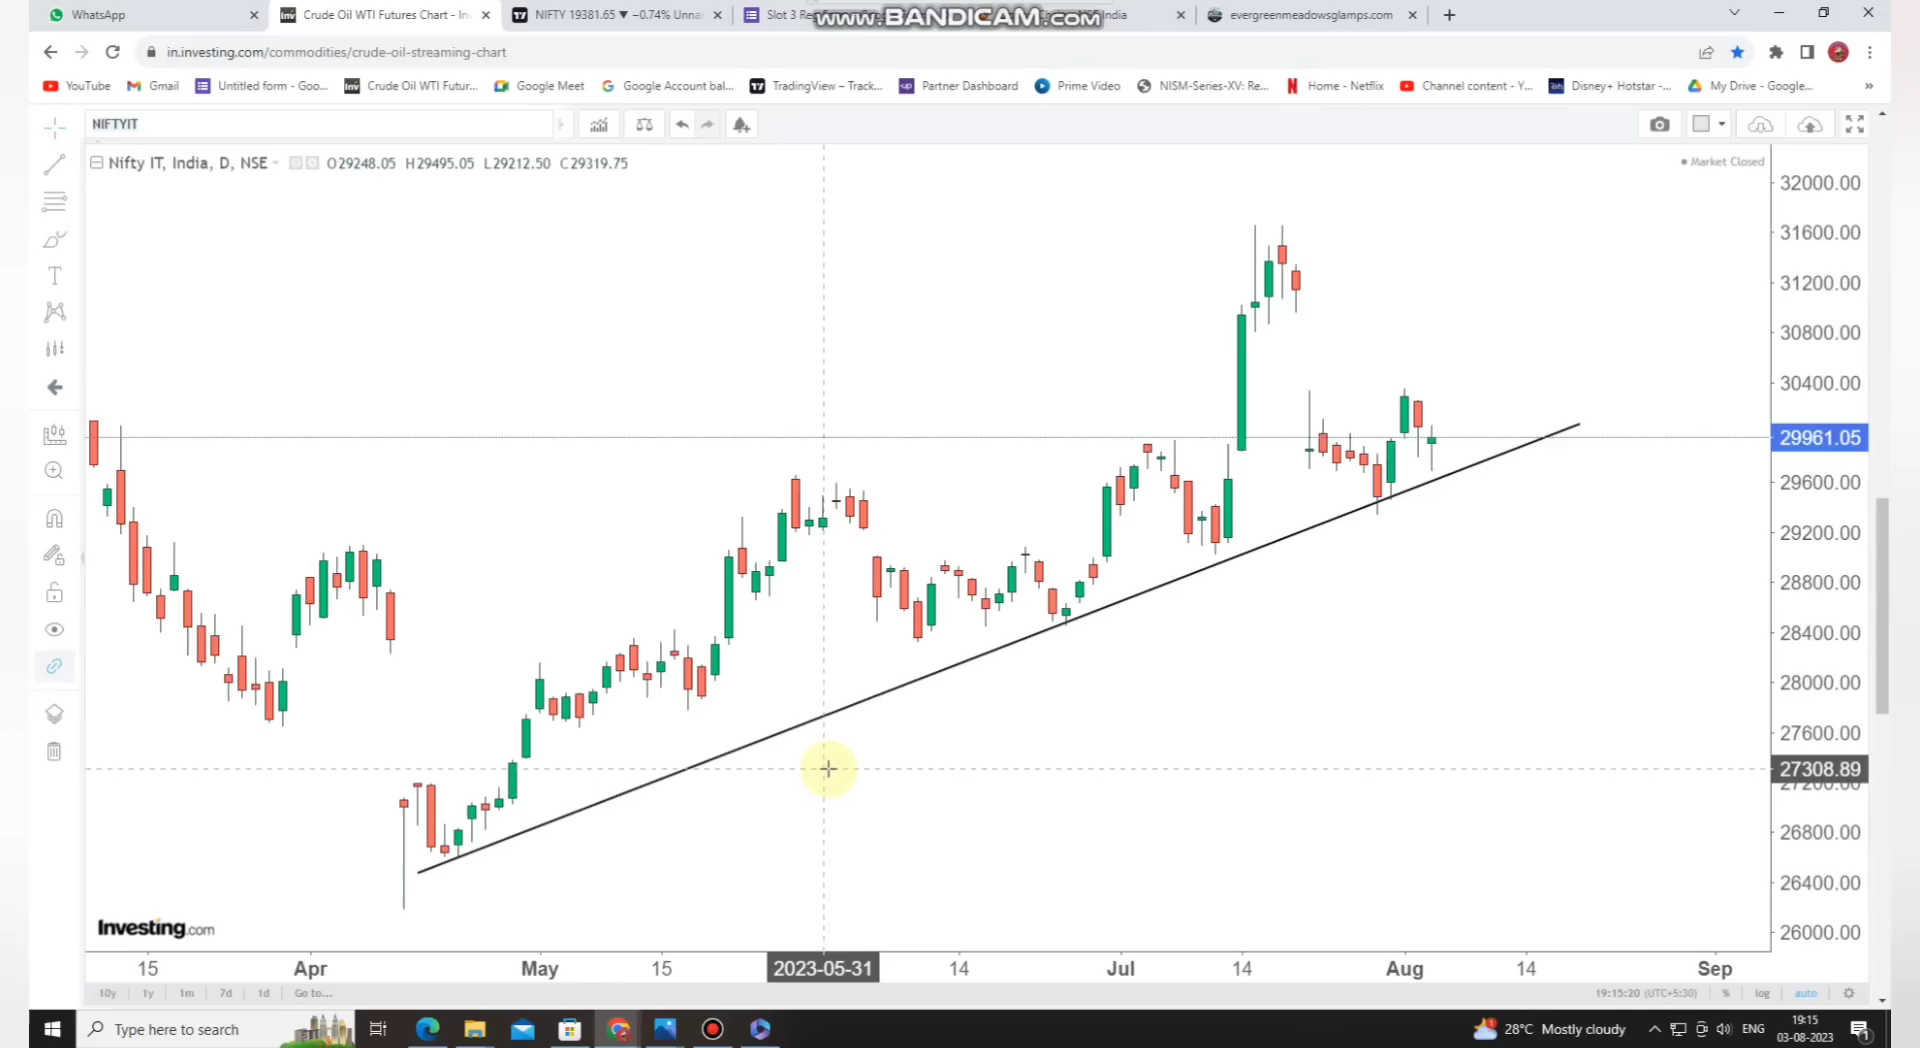 WhatsApp
Crude Oil WTI Futures Chart - In
NIFTY 19381.65 ▼ −0.74% Unna
Slot 3 Re
www.BANDICAM.com
India
evergreenmeadowsglamps.com
in.investing.com/commodities/crude-oil-streaming-chart
YouTube
Gmail
Untitled form - Goo...
Crude Oil WTI Futur...
Google Meet
Google Account bal...
TradingView – Track...
Partner Dashboard
Prime Video
NISM-Series-XV: Re...
Home - Netflix
Channel content - Y...
Disney+ Hotstar -...
My Drive - Google...
NIFTYIT
Nifty IT, India, D, NSE
O29248.05 H29495.05 L29212.50 C29319.75
Market Closed
32000.00
31600.00
31200.00
30800.00
30400.00
29961.05
29600.00
29200.00
28800.00
28400.00
28000.00
27600.00
27308.89
27200.00
26800.00
26400.00
26000.00
Investing.com
15 Apr May 15 2023-05-31 14 Jul 14 Aug 14 Sep
10y 1y 1m 7d 1d Go to...
19:15:20 (UTC+5:30) % log auto
Type here to search
28°C Mostly cloudy
ENG
19:15
03-08-2023
1